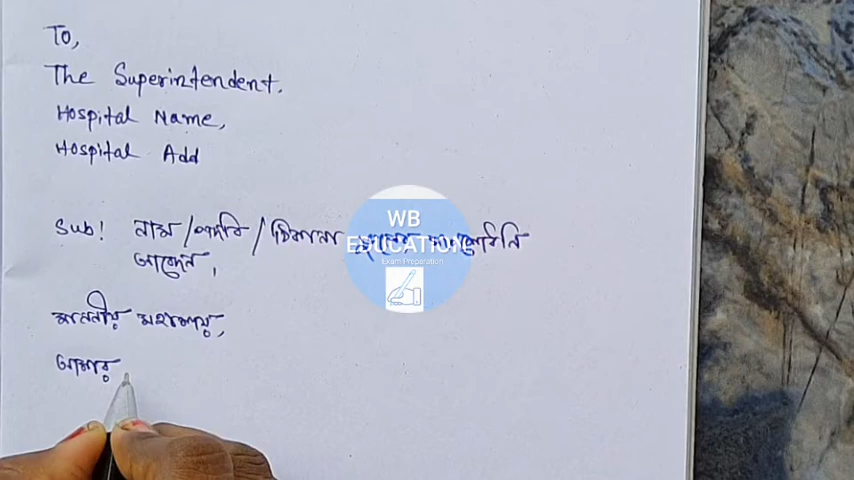 To,
The Superintendent.
Hospital Name,
Hospital Add
Sub! নাম/পদবি/ঠিকানা
আবেদন,
মাননীয় মহাশয়,
আমার
WB
EDUCATION
Exam Preparation